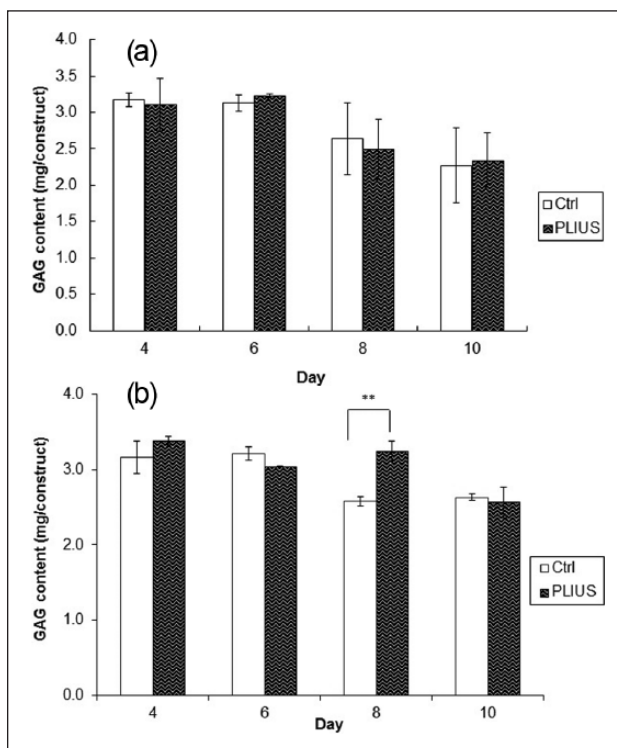 (a)
GAG content (mg/construct)
4.0
3.5
3.0
2.5
2.0
1.5
1.0
0.5
0.0
4 6 8 10
Day
Ctrl
PLIUS
(b)
GAG content (mg/construct)
4.0
3.0
2.0
1.0
0.0
**
4 6 8 10
Day
Ctrl
PLIUS